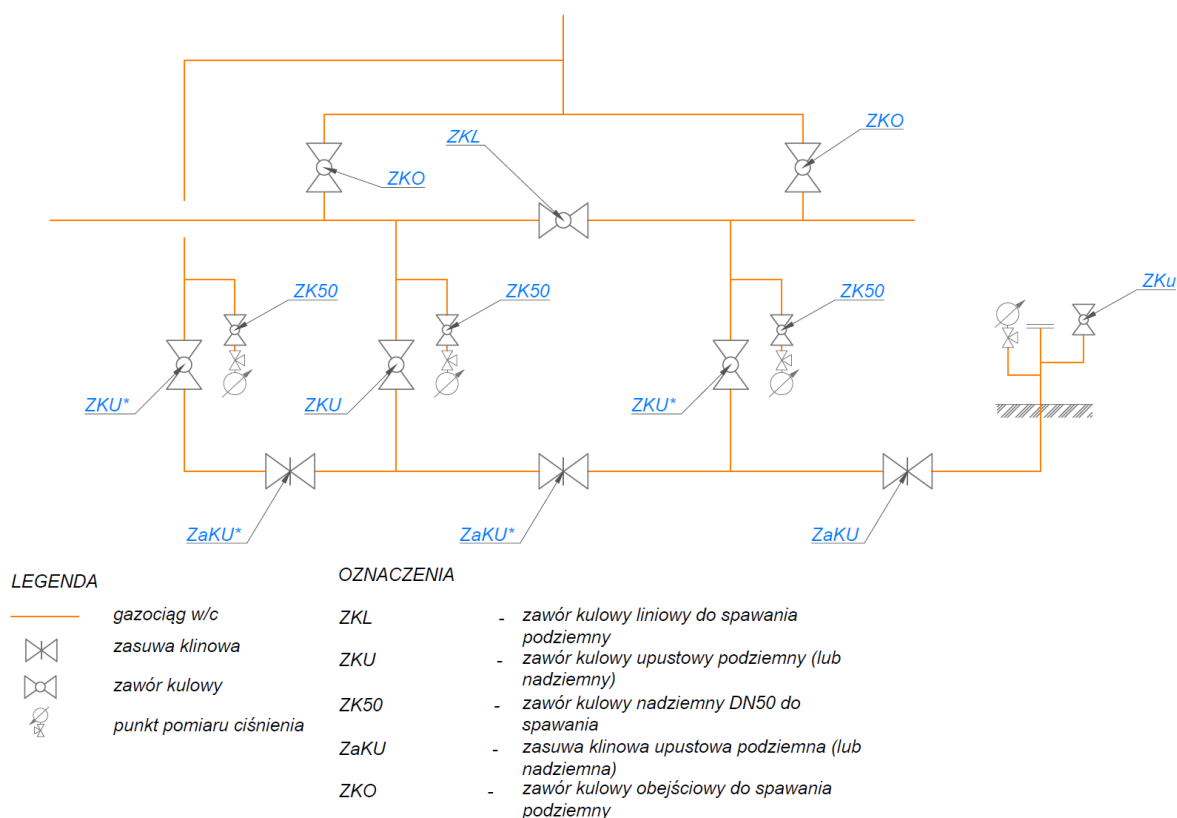 ZKO
ZKL
ZKO
ZKu
ZK50
ZK50
ZK50
ZKU*
ZKU
ZKU*
ZaKU*
ZaKU*
ZaKU
LEGENDA
gazociąg w/c
zasuwa klinowa
zawór kulowy
punkt pomiaru ciśnienia
OZNACZENIA
ZKL - zawór kulowy liniowy do spawania
podziemny
ZKU - zawór kulowy upustowy podziemny (lub
nadziemny)
ZK50 - zawór kulowy nadziemny DN50 do
spawania
ZaKU - zasuwa klinowa upustowa podziemna (lub
nadziemna)
ZKO - zawór kulowy obejściowy do spawania
podziemny